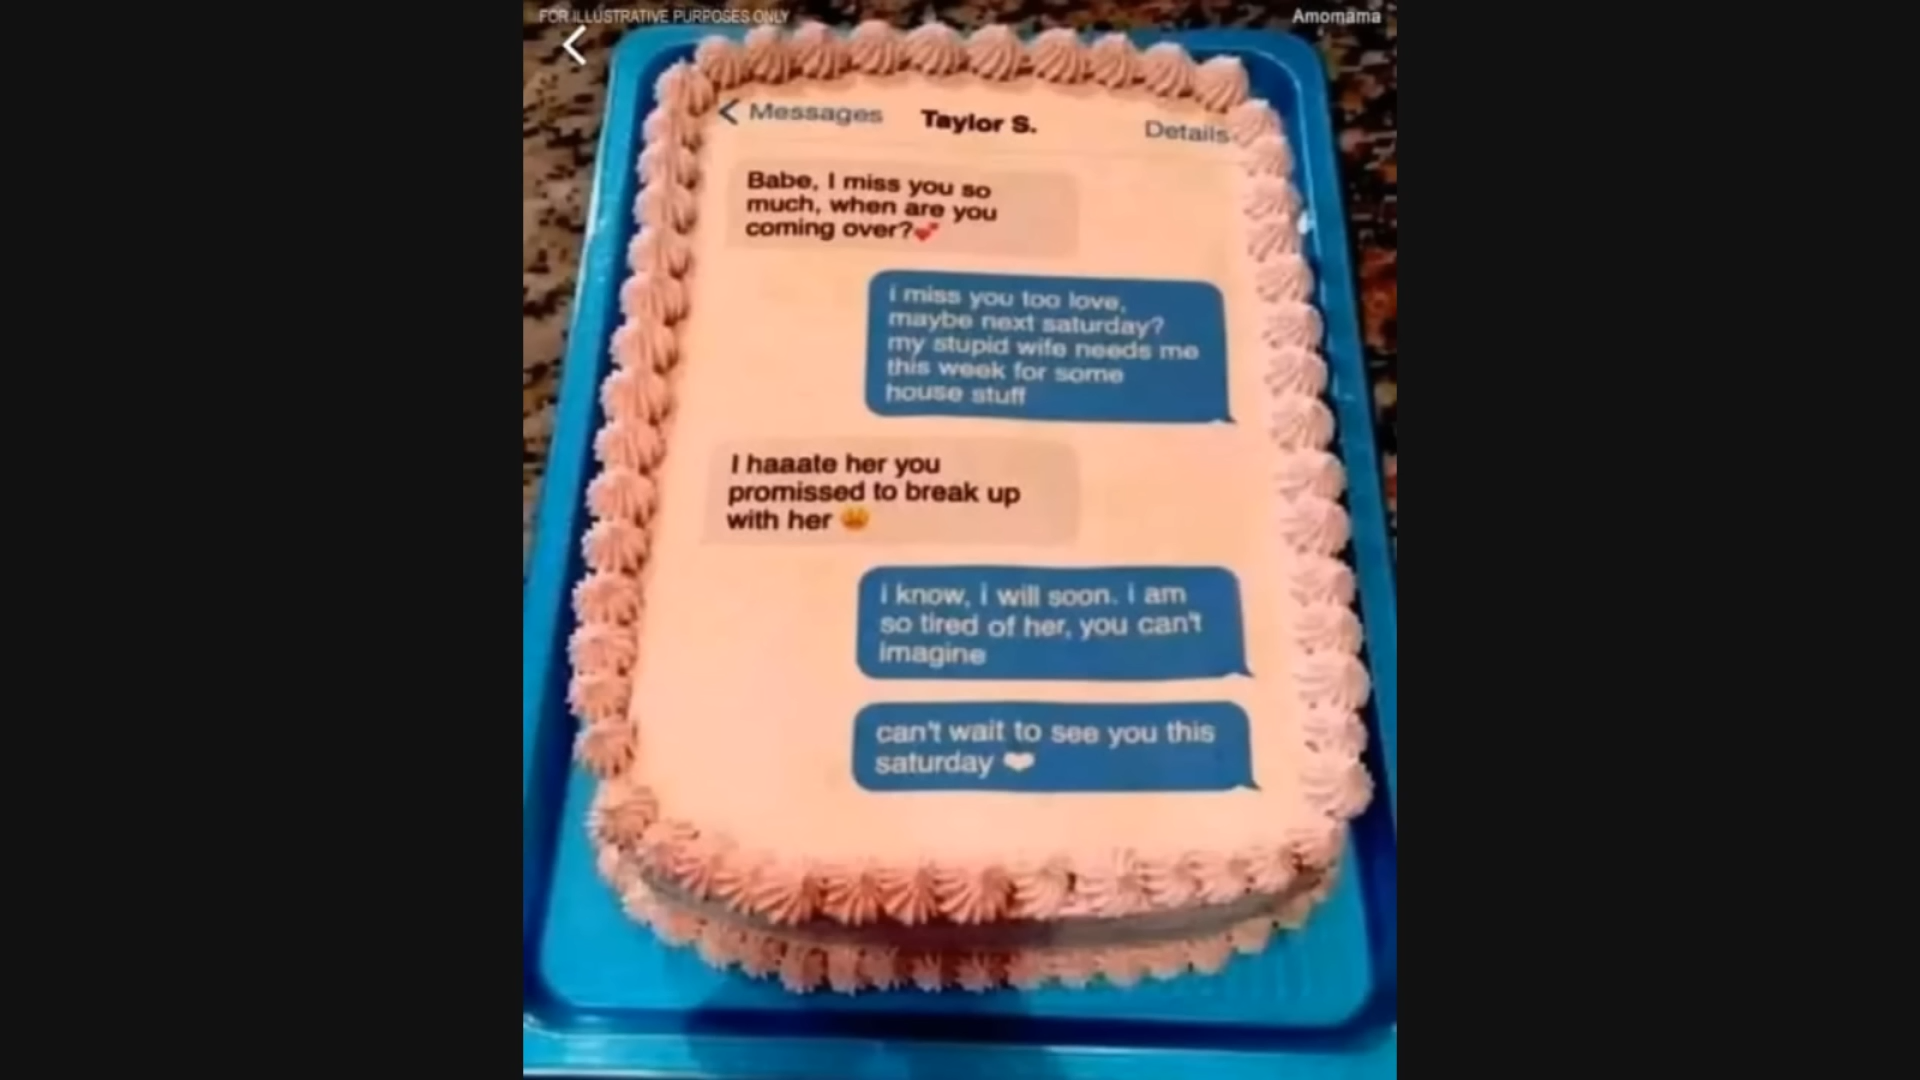 FOR ILLUSTRATIVE PURPOSES ONLY
Amomama
Messages
Taylor S.
Details
Babe, I miss you so
much, when are you
coming over?💕
i miss you too love,
maybe next saturday?
my stupid wife needs me
this week for some
house stuff
I haaate her you
promissed to break up
with her 😩
i know, i will soon. i am
so tired of her, you can't
imagine
can't wait to see you this
saturday ❤